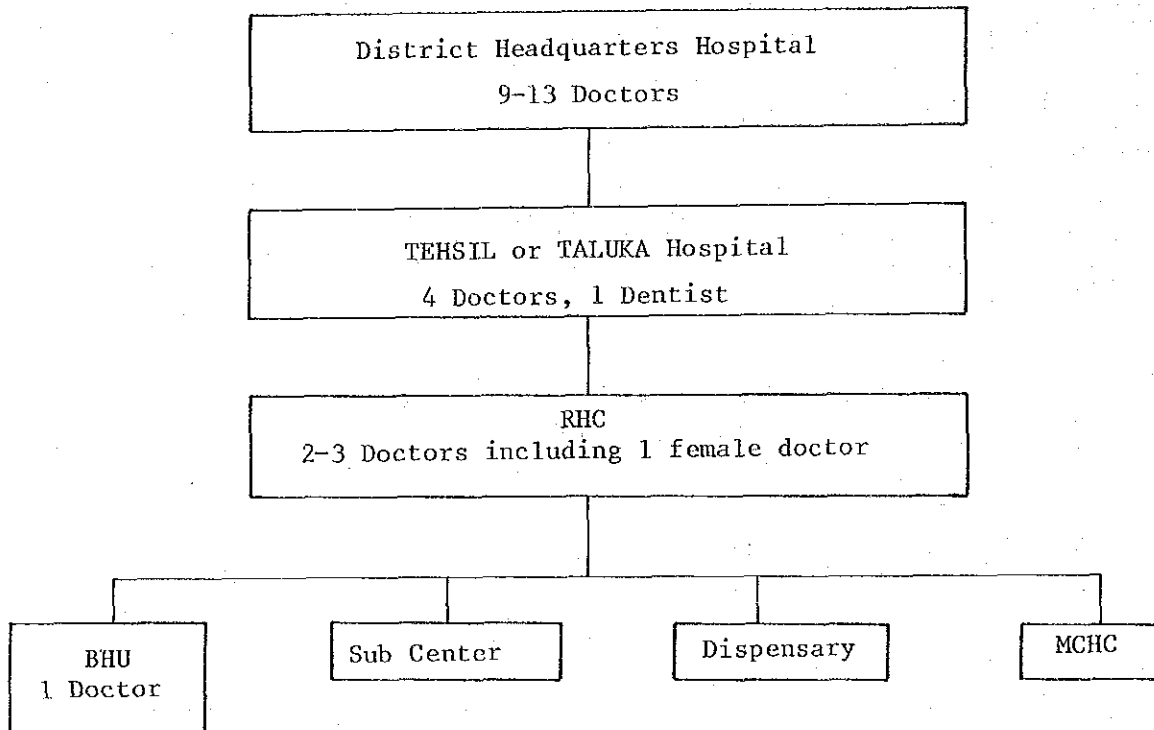 District Headquarters Hospital
9-13 Doctors
TEHSIL or TALUKA Hospital
4 Doctors, 1 Dentist
RHC
2-3 Doctors including 1 female doctor
BHU
1 Doctor
Sub Center
Dispensary
MCHC